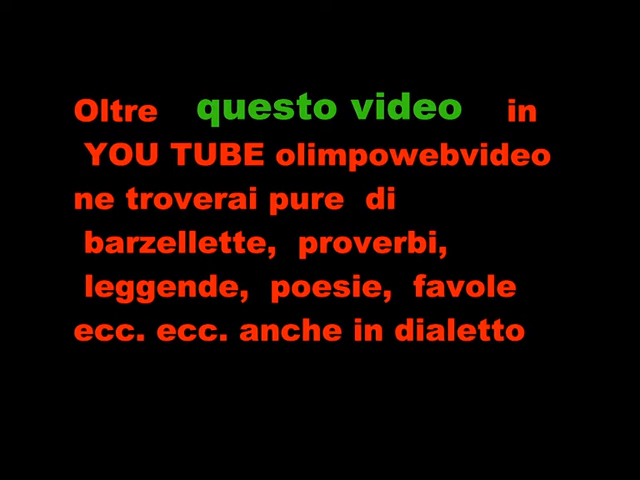 Oltre questo video in
YOU TUBE olimpowebvideo
ne troverai pure di
barzellette, proverbi,
leggende, poesie, favole
ecc. ecc. anche in dialetto